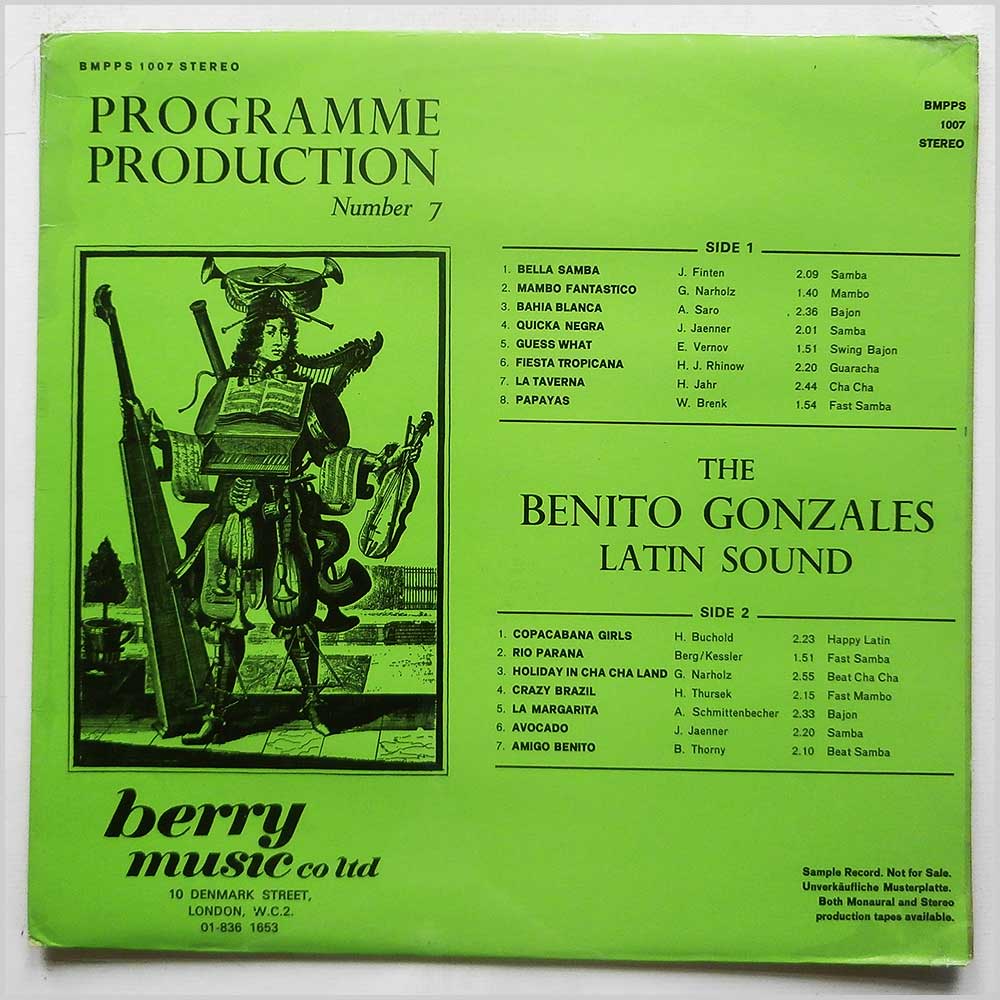 BMPPS 1007 STEREO
PROGRAMME
PRODUCTION
Number 7
BMPPS
1007
STEREO
SIDE 1
1. BELLA SAMBA J. Finten 2.09 Samba
2. MAMBO FANTASTICO G. Narholz 1.40 Mambo
3. BAHIA BLANCA A. Saro 2.36 Bajon
4. QUICKA NEGRA J. Jaenner 2.01 Samba
5. GUESS WHAT E. Vernov 1.51 Swing Bajon
6. FIESTA TROPICANA H. J. Rhinow 2.20 Guaracha
7. LA TAVERNA H. Jahr 2.44 Cha Cha
8. PAPAYAS W. Brenk 1.54 Fast Samba
THE
BENITO GONZALES
LATIN SOUND
SIDE 2
1. COPACABANA GIRLS H. Buchold 2.23 Happy Latin
2. RIO PARANA Berg/Kessler 1.51 Fast Samba
3. HOLIDAY IN CHA CHA LAND G. Narholz 2.55 Beat Cha Cha
4. CRAZY BRAZIL H. Thursek 2.15 Fast Mambo
5. LA MARGARITA A. Schmittenbecher 2.33 Bajon
6. AVOCADO J. Jaenner 2.20 Samba
7. AMIGO BENITO B. Thorny 2.10 Beat Samba
berry
music co ltd
10 DENMARK STREET,
LONDON, W.C.2.
01-836 1653
Sample Record. Not for Sale.
Unverkäufliche Musterplatte.
Both Monaural and Stereo
production tapes available.